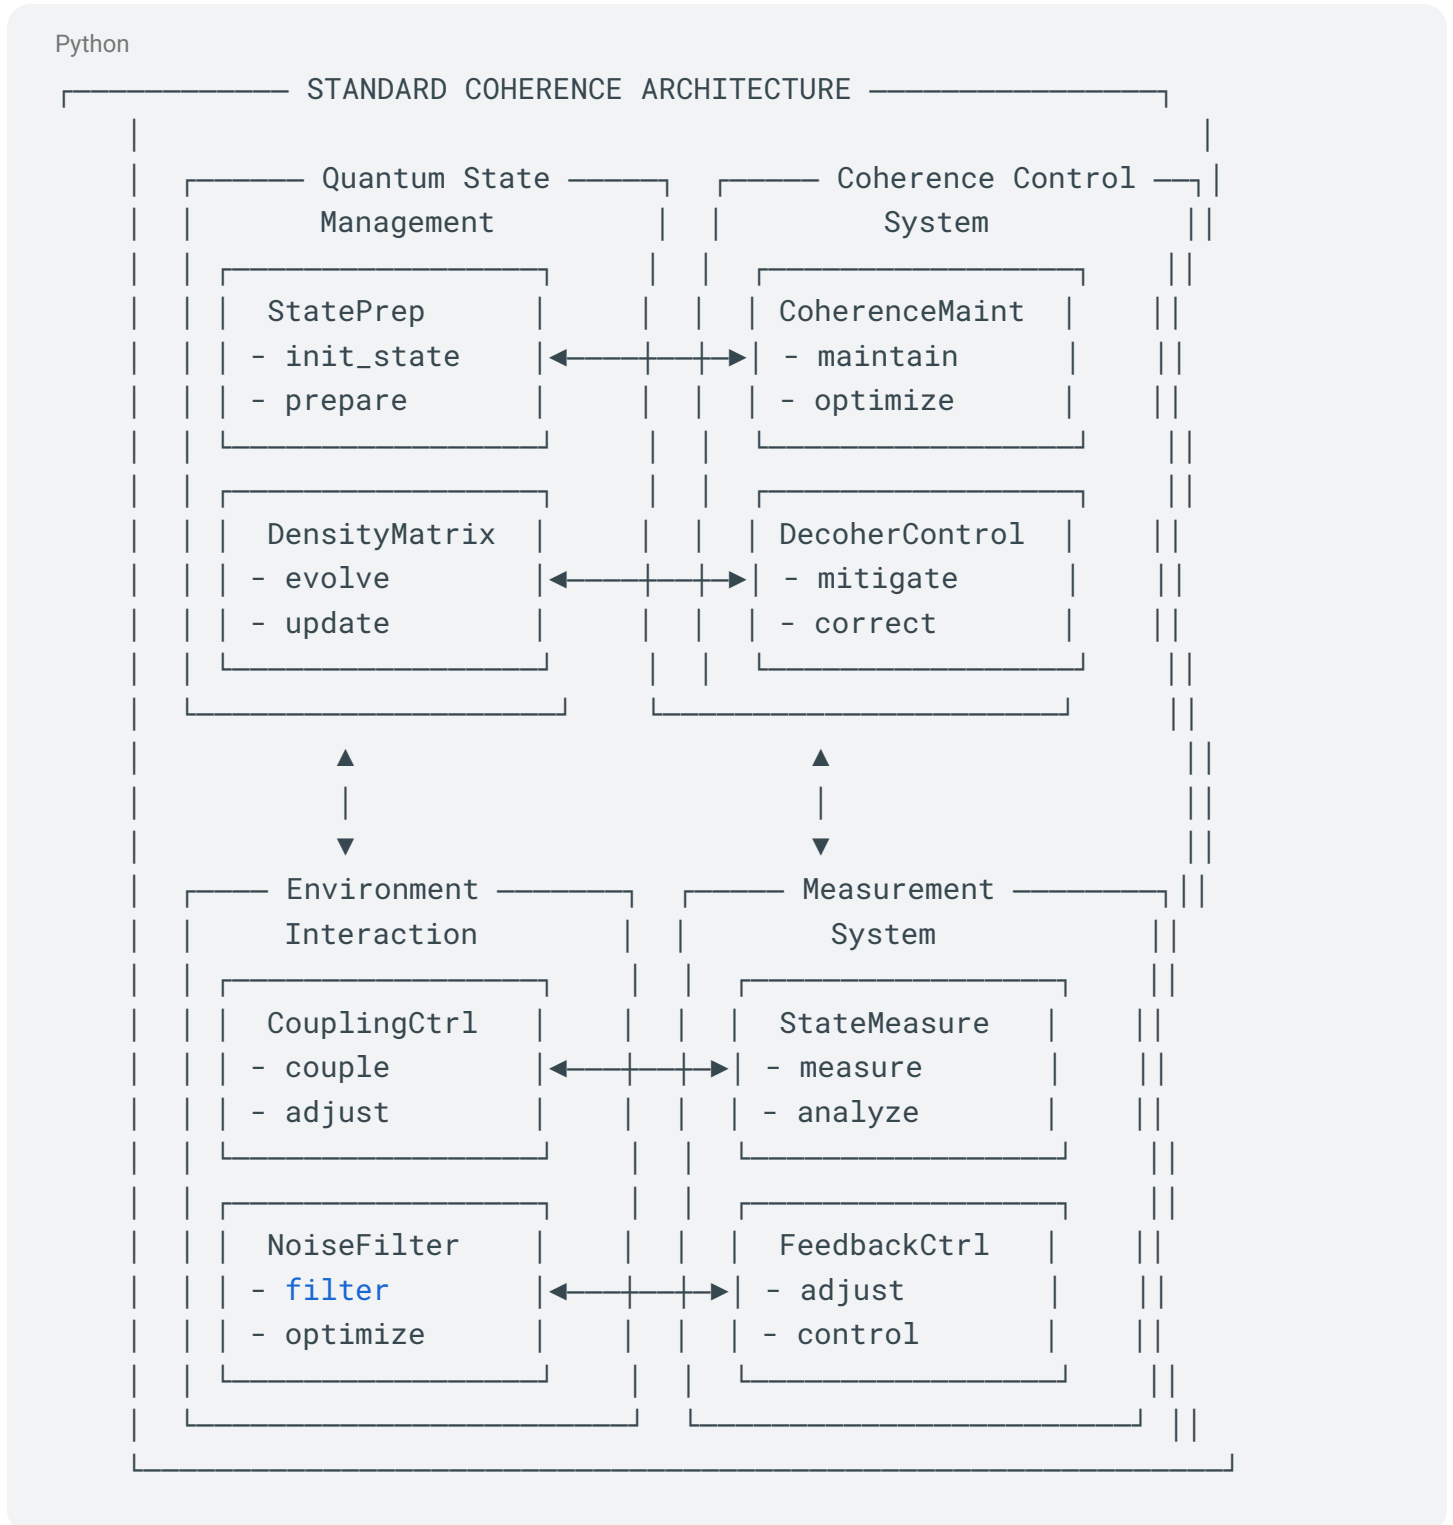 Python
STANDARD COHERENCE ARCHITECTURE
Quantum State Coherence Control
Management System
StatePrep CoherenceMaint
- init_state - maintain
- prepare - optimize
DensityMatrix DecoherControl
- evolve - mitigate
- update - correct
Environment Measurement
Interaction System
CouplingCtrl StateMeasure
- couple - measure
- adjust - analyze
NoiseFilter FeedbackCtrl
- filter - adjust
- optimize - control